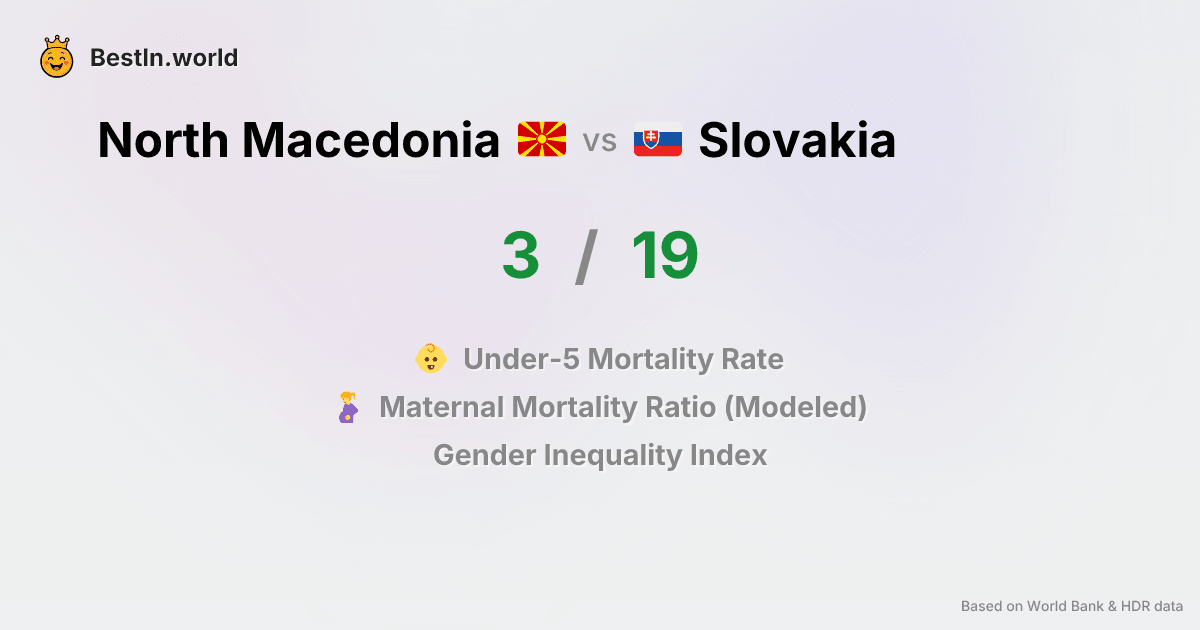 BestIn.world
North Macedonia vs Slovakia
3 / 19
Under-5 Mortality Rate
Maternal Mortality Ratio (Modeled)
Gender Inequality Index
Based on World Bank & HDR data